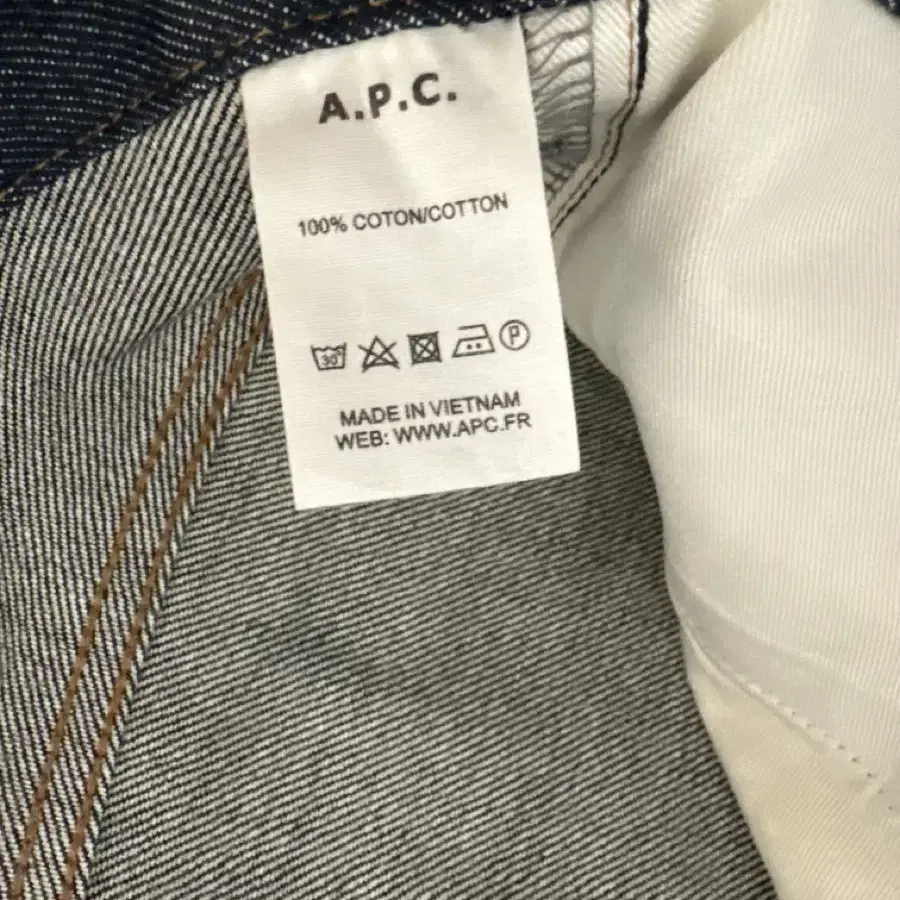 A.P.C.
100% COTON/COTTON
30° P
MADE IN VIETNAM
WEB: WWW.APC.FR